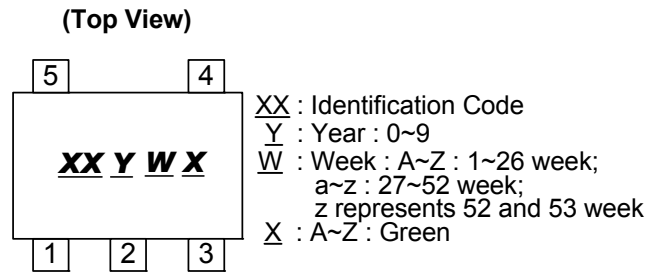 (Top View)
5 4
XX Y W X
1 2 3
XX : Identification Code
Y : Year : 0~9
W : Week : A~Z : 1~26 week;
a~z : 27~52 week;
z represents 52 and 53 week
X : A~Z : Green